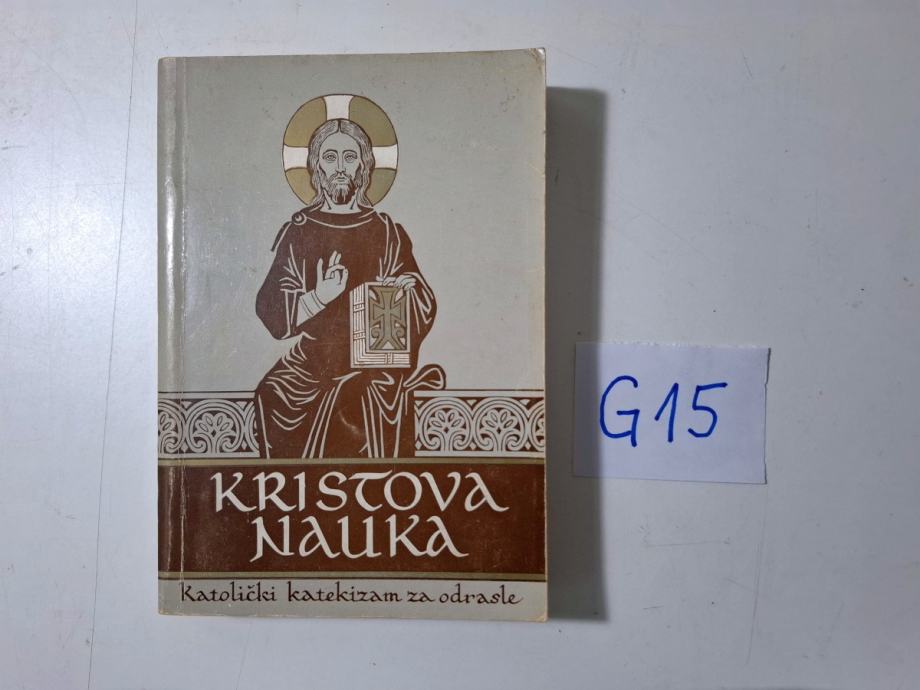 KRISTOVA
NAUKA
Katolički katekizam za odrasle
G15